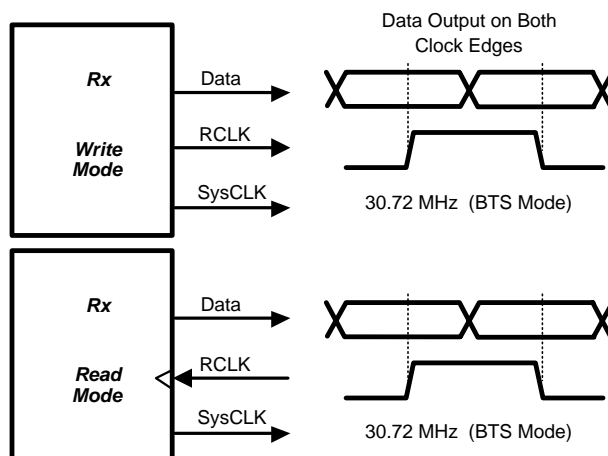 Data Output on Both
Clock Edges
Rx
Data
RCLK
Write
Mode
SysCLK
30.72 MHz (BTS Mode)
Rx
Data
RCLK
Read
Mode
SysCLK
30.72 MHz (BTS Mode)